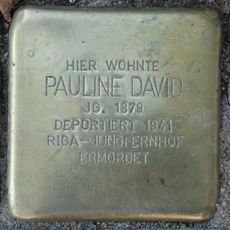 HIER WOHNTE
PAULINE DAVID
JG. 1879
DEPORTIERT 1941
RIGA-JUNGFERNHOF
ERMORDET